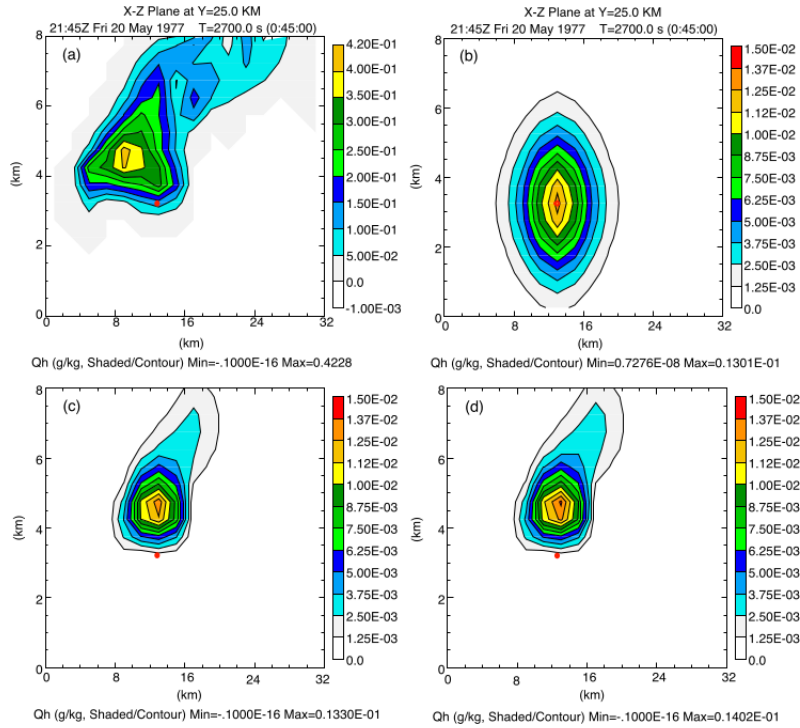 X-Z Plane at Y=25.0 KM
21:45Z Fri 20 May 1977 T=2700.0 s (0:45:00)
(a)
8
6
4
2
0
(km)
0 8 16 24 32
(km)
4.20E-01
4.00E-01
3.50E-01
3.00E-01
2.50E-01
2.00E-01
1.50E-01
1.00E-01
5.00E-02
0.0
-1.00E-03
Qh (g/kg, Shaded/Contour) Min=-.1000E-16 Max=0.4228
X-Z Plane at Y=25.0 KM
21:45Z Fri 20 May 1977 T=2700.0 s (0:45:00)
(b)
8
6
4
2
0
(km)
0 8 16 24 32
(km)
1.50E-02
1.37E-02
1.25E-02
1.12E-02
1.00E-02
8.75E-03
7.50E-03
6.25E-03
5.00E-03
3.75E-03
2.50E-03
1.25E-03
0.0
Qh (g/kg, Shaded/Contour) Min=0.7276E-08 Max=0.1301E-01
(c)
8
6
4
2
0
(km)
0 8 16 24 32
(km)
1.50E-02
1.37E-02
1.25E-02
1.12E-02
1.00E-02
8.75E-03
7.50E-03
6.25E-03
5.00E-03
3.75E-03
2.50E-03
1.25E-03
0.0
Qh (g/kg, Shaded/Contour) Min=-.1000E-16 Max=0.1330E-01
(d)
8
6
4
2
0
(km)
0 8 16 24 32
(km)
1.50E-02
1.37E-02
1.25E-02
1.12E-02
1.00E-02
8.75E-03
7.50E-03
6.25E-03
5.00E-03
3.75E-03
2.50E-03
1.25E-03
0.0
Qh (g/kg, Shaded/Contour) Min=-.1000E-16 Max=0.1402E-01